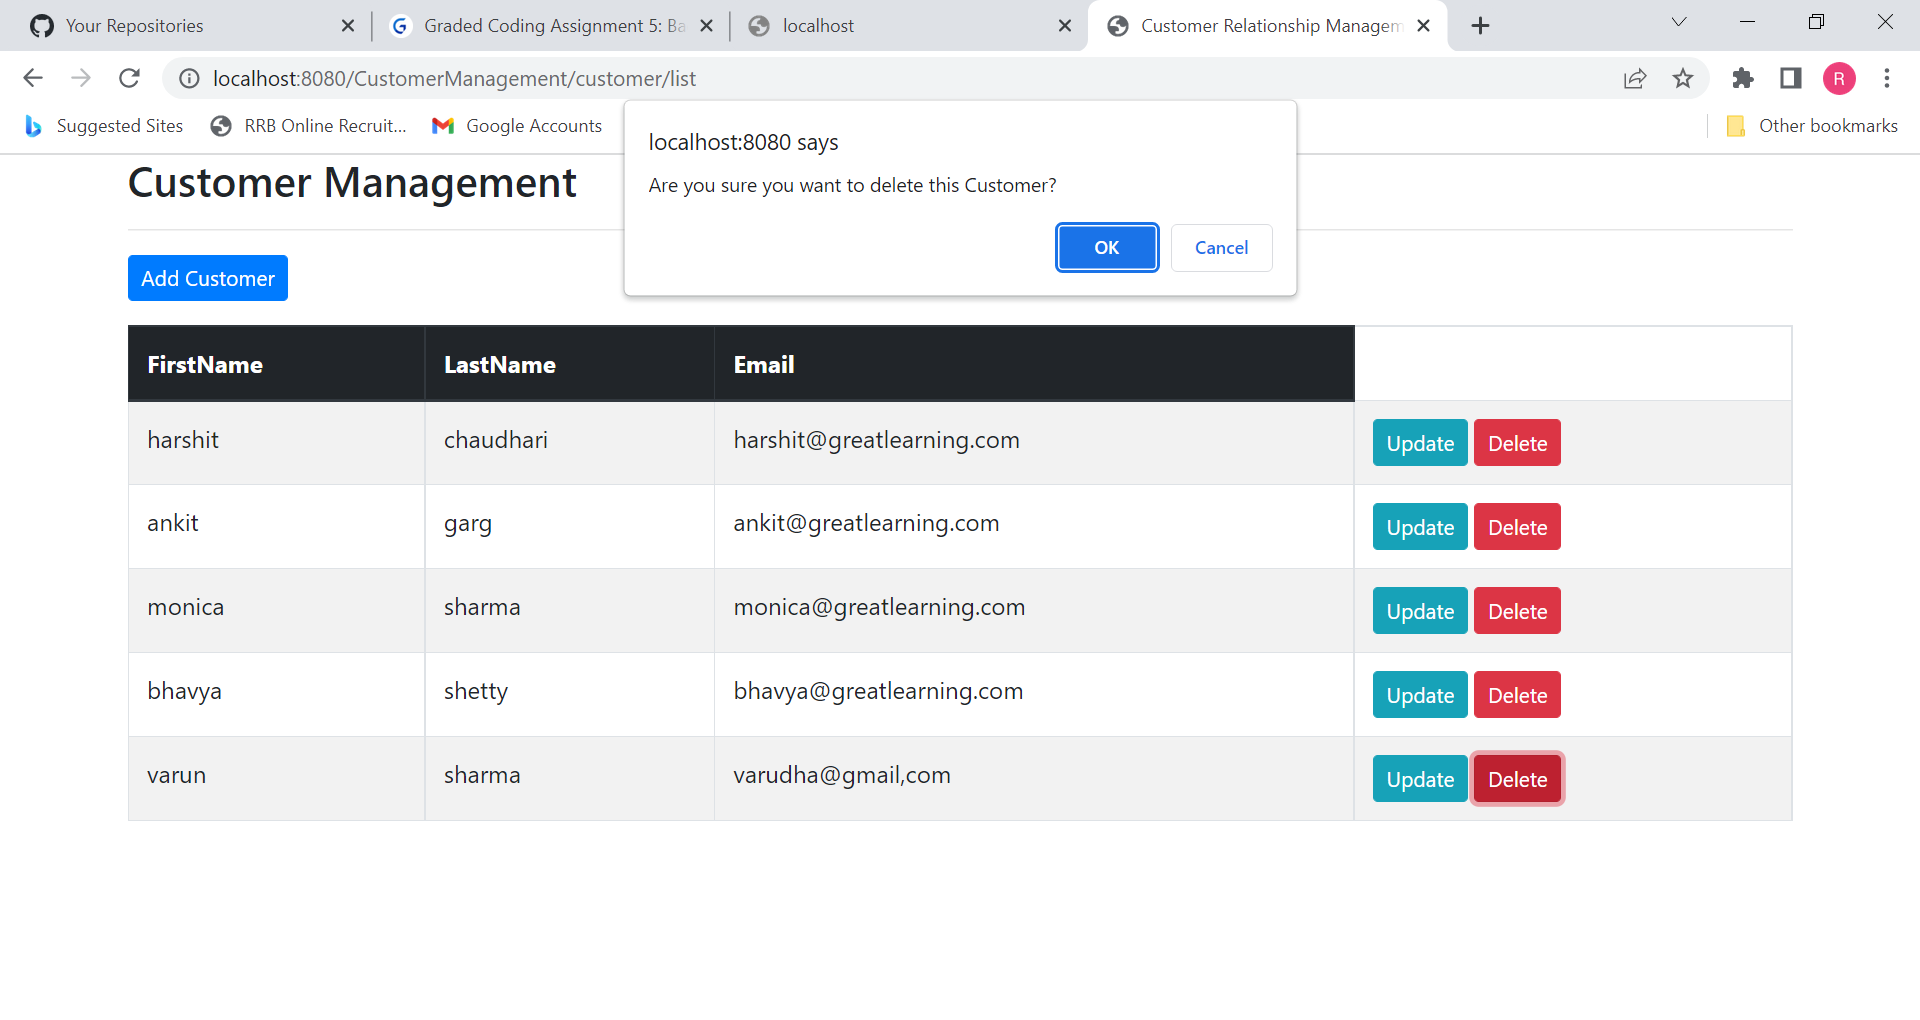 Your Repositories
Graded Coding Assignment 5: Ba
localhost
Customer Relationship Managem
localhost:8080/CustomerManagement/customer/list
R
Suggested Sites
RRB Online Recruit...
Google Accounts
Other bookmarks
localhost:8080 says
Are you sure you want to delete this Customer?
OK Cancel
Customer Management
Add Customer
FirstName LastName Email
harshit chaudhari harshit@greatlearning.com Update Delete
ankit garg ankit@greatlearning.com Update Delete
monica sharma monica@greatlearning.com Update Delete
bhavya shetty bhavya@greatlearning.com Update Delete
varun sharma varudha@gmail,com Update Delete